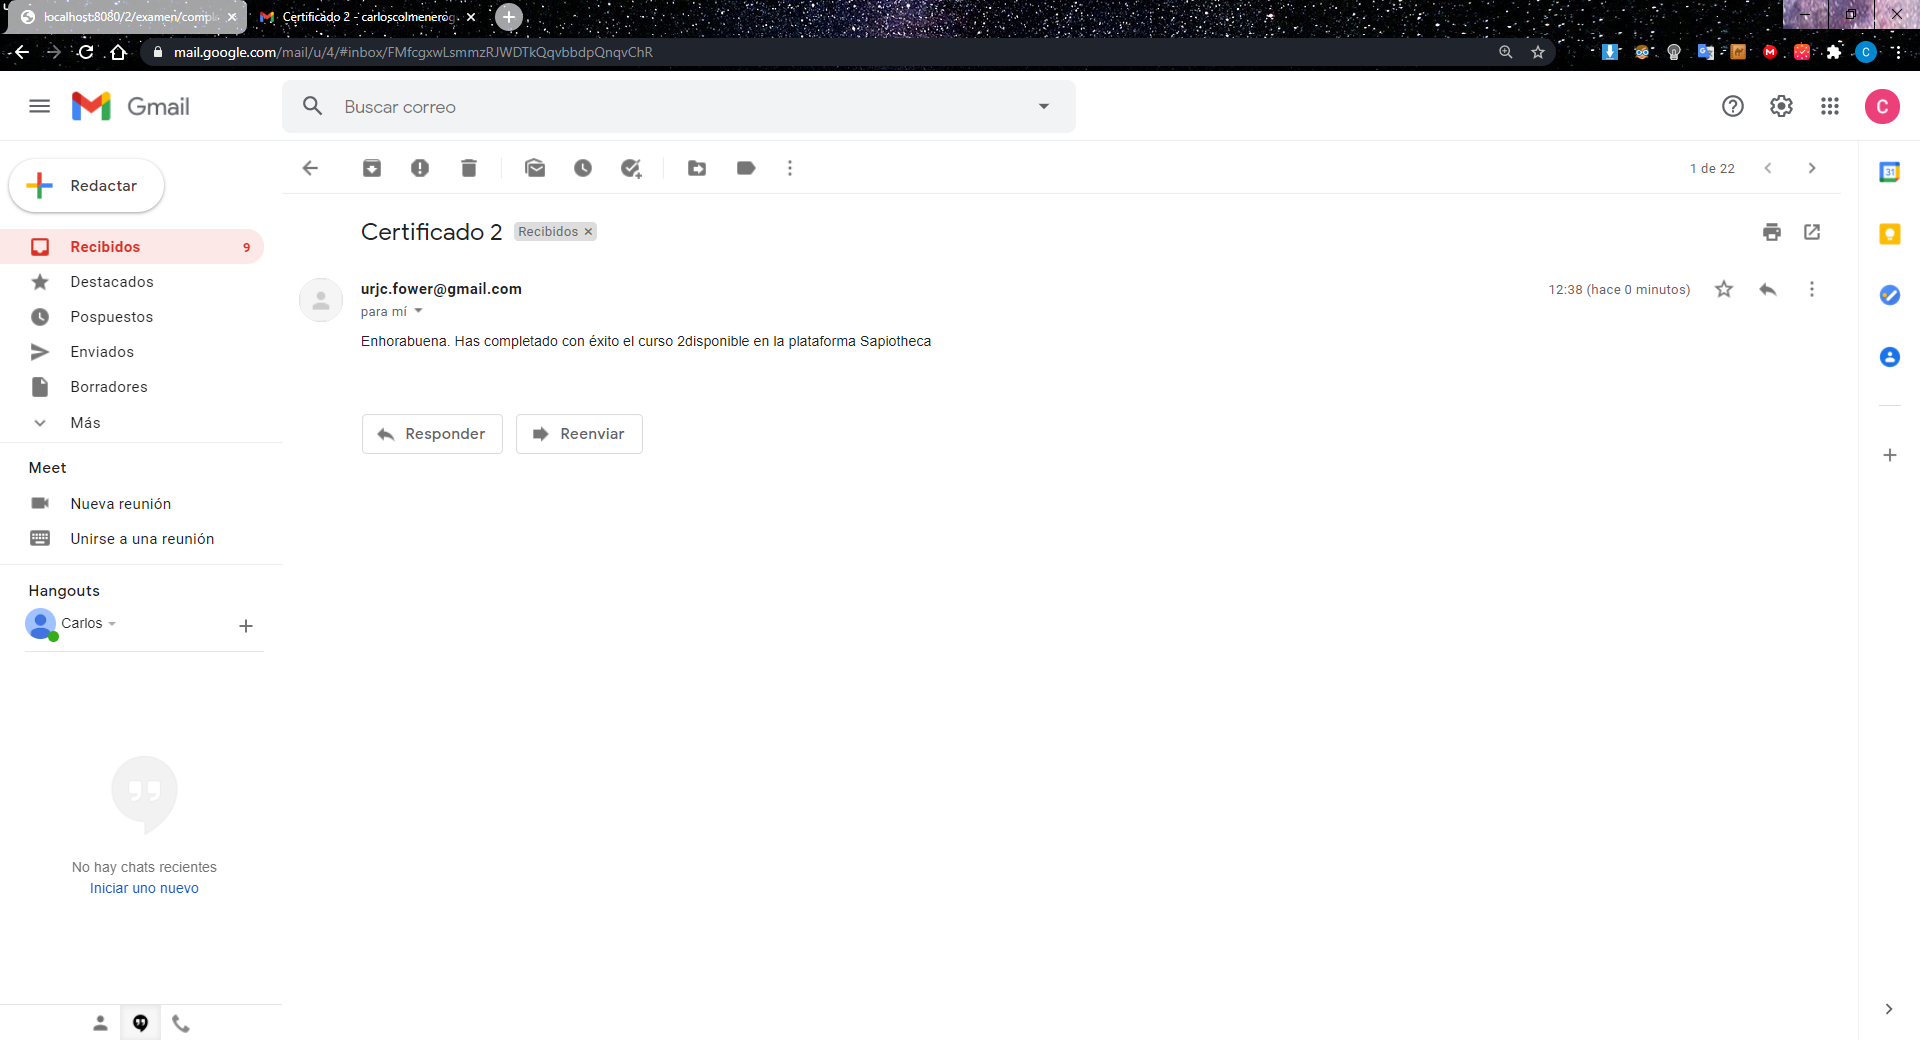 localhost:8080/2/examen/compl
Certificado 2 - carloscolmenerog
mail.google.com/mail/u/4/#inbox/FMfcgxwLsmmzRJWDTkQqvbbdpQnqvChR
C
Gmail
Buscar correo
C
Redactar
1 de 22
31
Recibidos 9
Destacados
Pospuestos
Enviados
Borradores
Más
Certificado 2 Recibidos ×
urjc.fower@gmail.com
12:38 (hace 0 minutos)
para mí
Enhorabuena. Has completado con éxito el curso 2disponible en la plataforma Sapiotheca
Responder
Reenviar
Meet
Nueva reunión
Unirse a una reunión
Hangouts
Carlos
No hay chats recientes
Iniciar uno nuevo